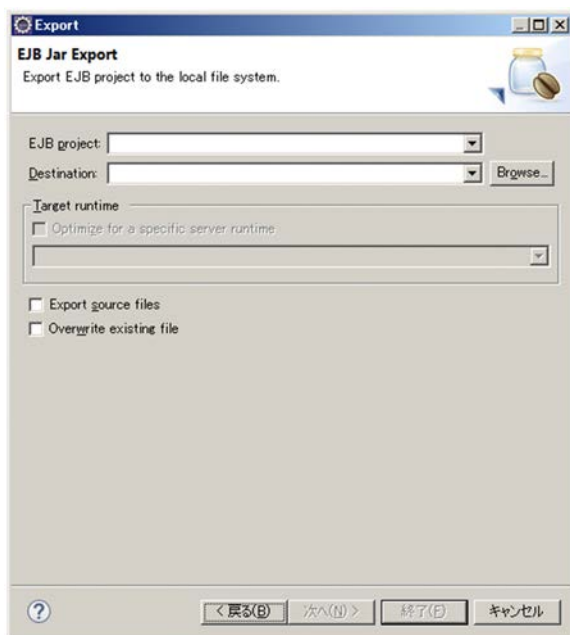 Export
EJB Jar Export
Export EJB project to the local file system.
EJB project:
Destination:
Browse...
Target runtime
Optimize for a specific server runtime
Export source files
Overwrite existing file
?
< 戻る(B)
次へ(N) >
終了(F)
キャンセル